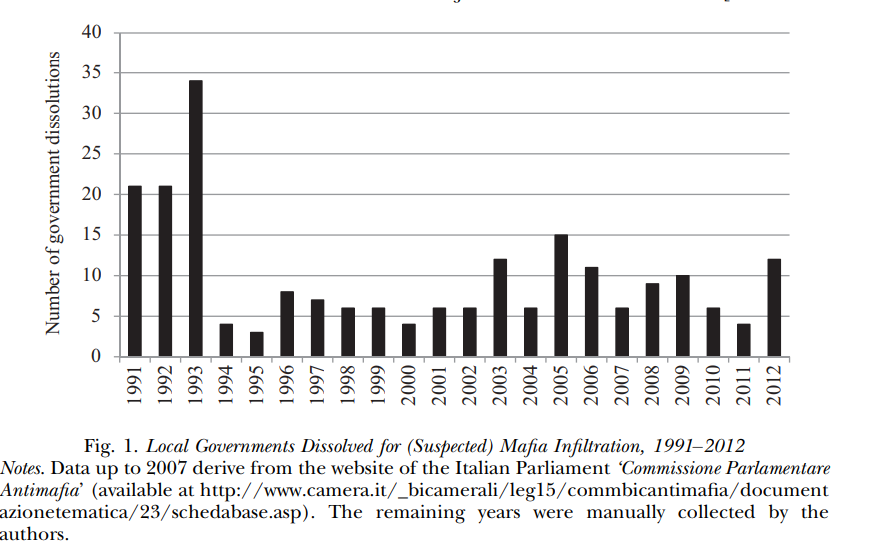 40
35
30
25
20
15
10
5
0
Number of government dissolutions
1991 1992 1993 1994 1995 1996 1997 1998 1999 2000 2001 2002 2003 2004 2005 2006 2007 2008 2009 2010 2011 2012
Fig. 1. Local Governments Dissolved for (Suspected) Mafia Infiltration, 1991–2012
Notes. Data up to 2007 derive from the website of the Italian Parliament ‘Commissione Parlamentare
Antimafia’ (available at http://www.camera.it/_bicamerali/leg15/commbicantimafia/document
azionetematica/23/schedabase.asp). The remaining years were manually collected by the
authors.